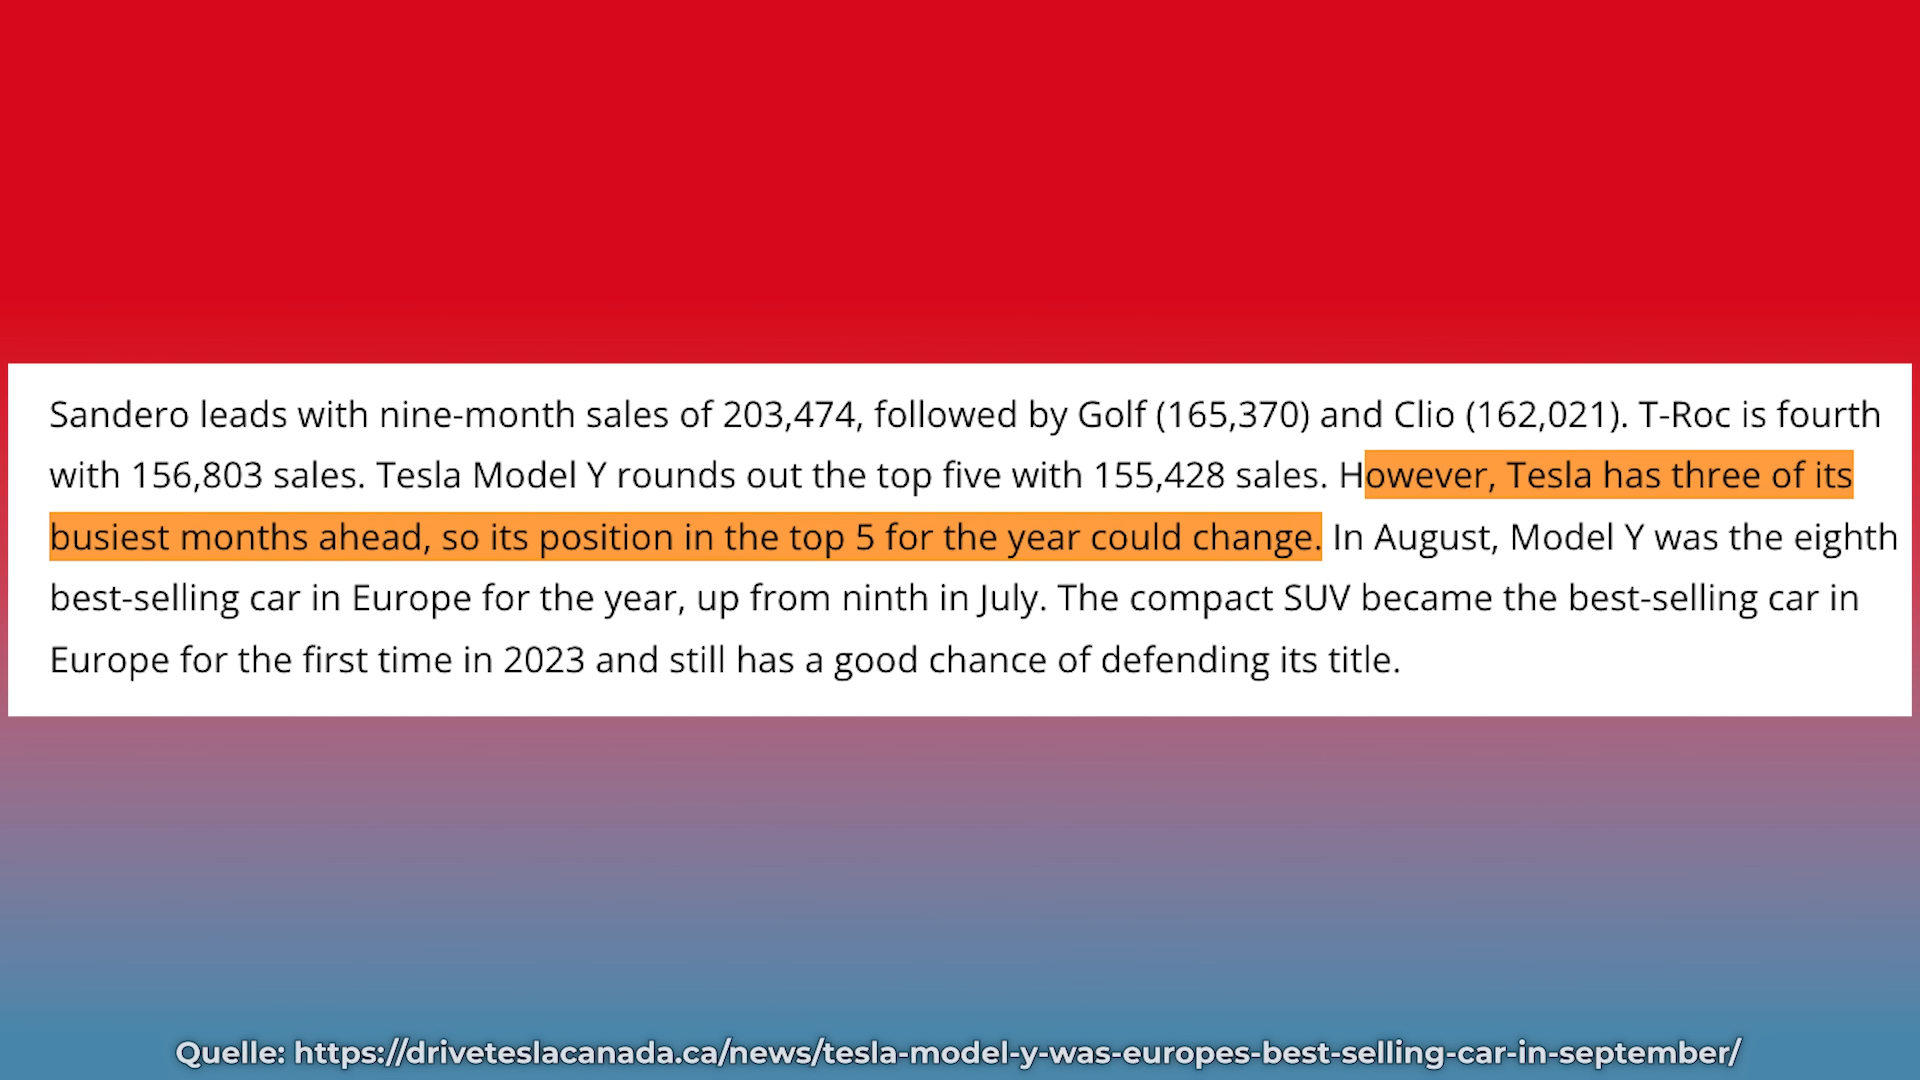 Sandero leads with nine-month sales of 203,474, followed by Golf (165,370) and Clio (162,021). T-Roc is fourth
with 156,803 sales. Tesla Model Y rounds out the top five with 155,428 sales. However, Tesla has three of its
busiest months ahead, so its position in the top 5 for the year could change. In August, Model Y was the eighth
best-selling car in Europe for the year, up from ninth in July. The compact SUV became the best-selling car in
Europe for the first time in 2023 and still has a good chance of defending its title.
Quelle: https://driveteslacanada.ca/news/tesla-model-y-was-europes-best-selling-car-in-september/